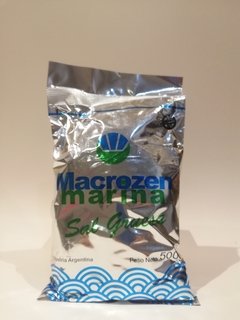 Macrozen
marina
Sal Gruesa
Industria Argentina
Peso Neto 500